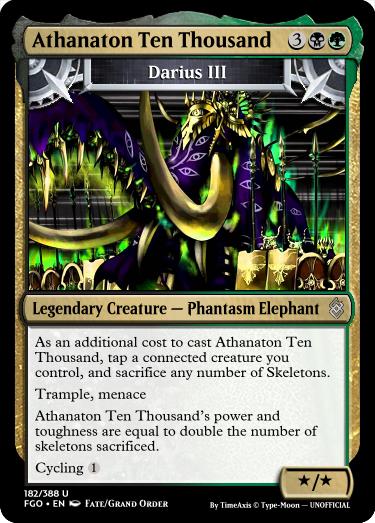 Athanaton Ten Thousand 3
Darius III
Legendary Creature — Phantasm Elephant
As an additional cost to cast Athanaton Ten
Thousand, tap a connected creature you
control, and sacrifice any number of Skeletons.
Trample, menace
Athanaton Ten Thousand's power and
toughness are equal to double the number of
skeletons sacrificed.
Cycling 1
★/★
182/388 U
FGO • EN Fate/Grand Order
By TimeAxis © Type-Moon — UNOFFICIAL